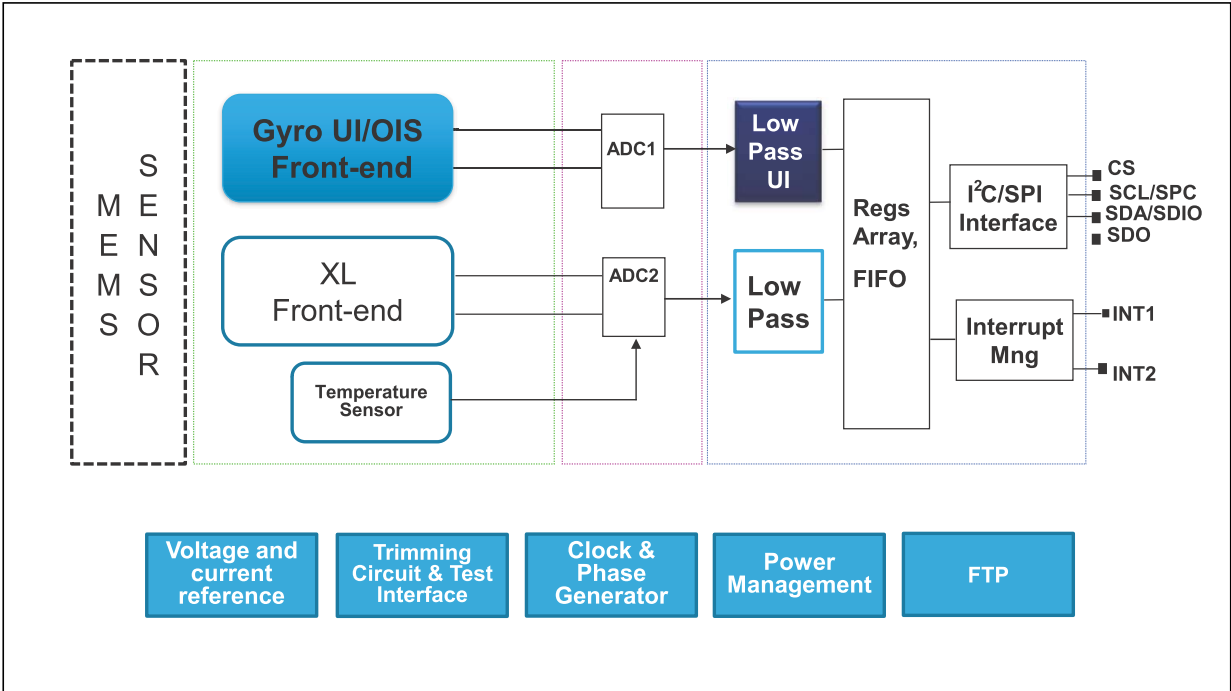 MEMS
SENSOR
Gyro UI/OIS
Front-end
XL
Front-end
Temperature
Sensor
ADC1
ADC2
Low
Pass
UI
Low
Pass
Regs
Array,
FIFO
I²C/SPI
Interface
Interrupt
Mng
CS
SCL/SPC
SDA/SDIO
SDO
INT1
INT2
Voltage and
current
reference
Trimming
Circuit & Test
Interface
Clock &
Phase
Generator
Power
Management
FTP